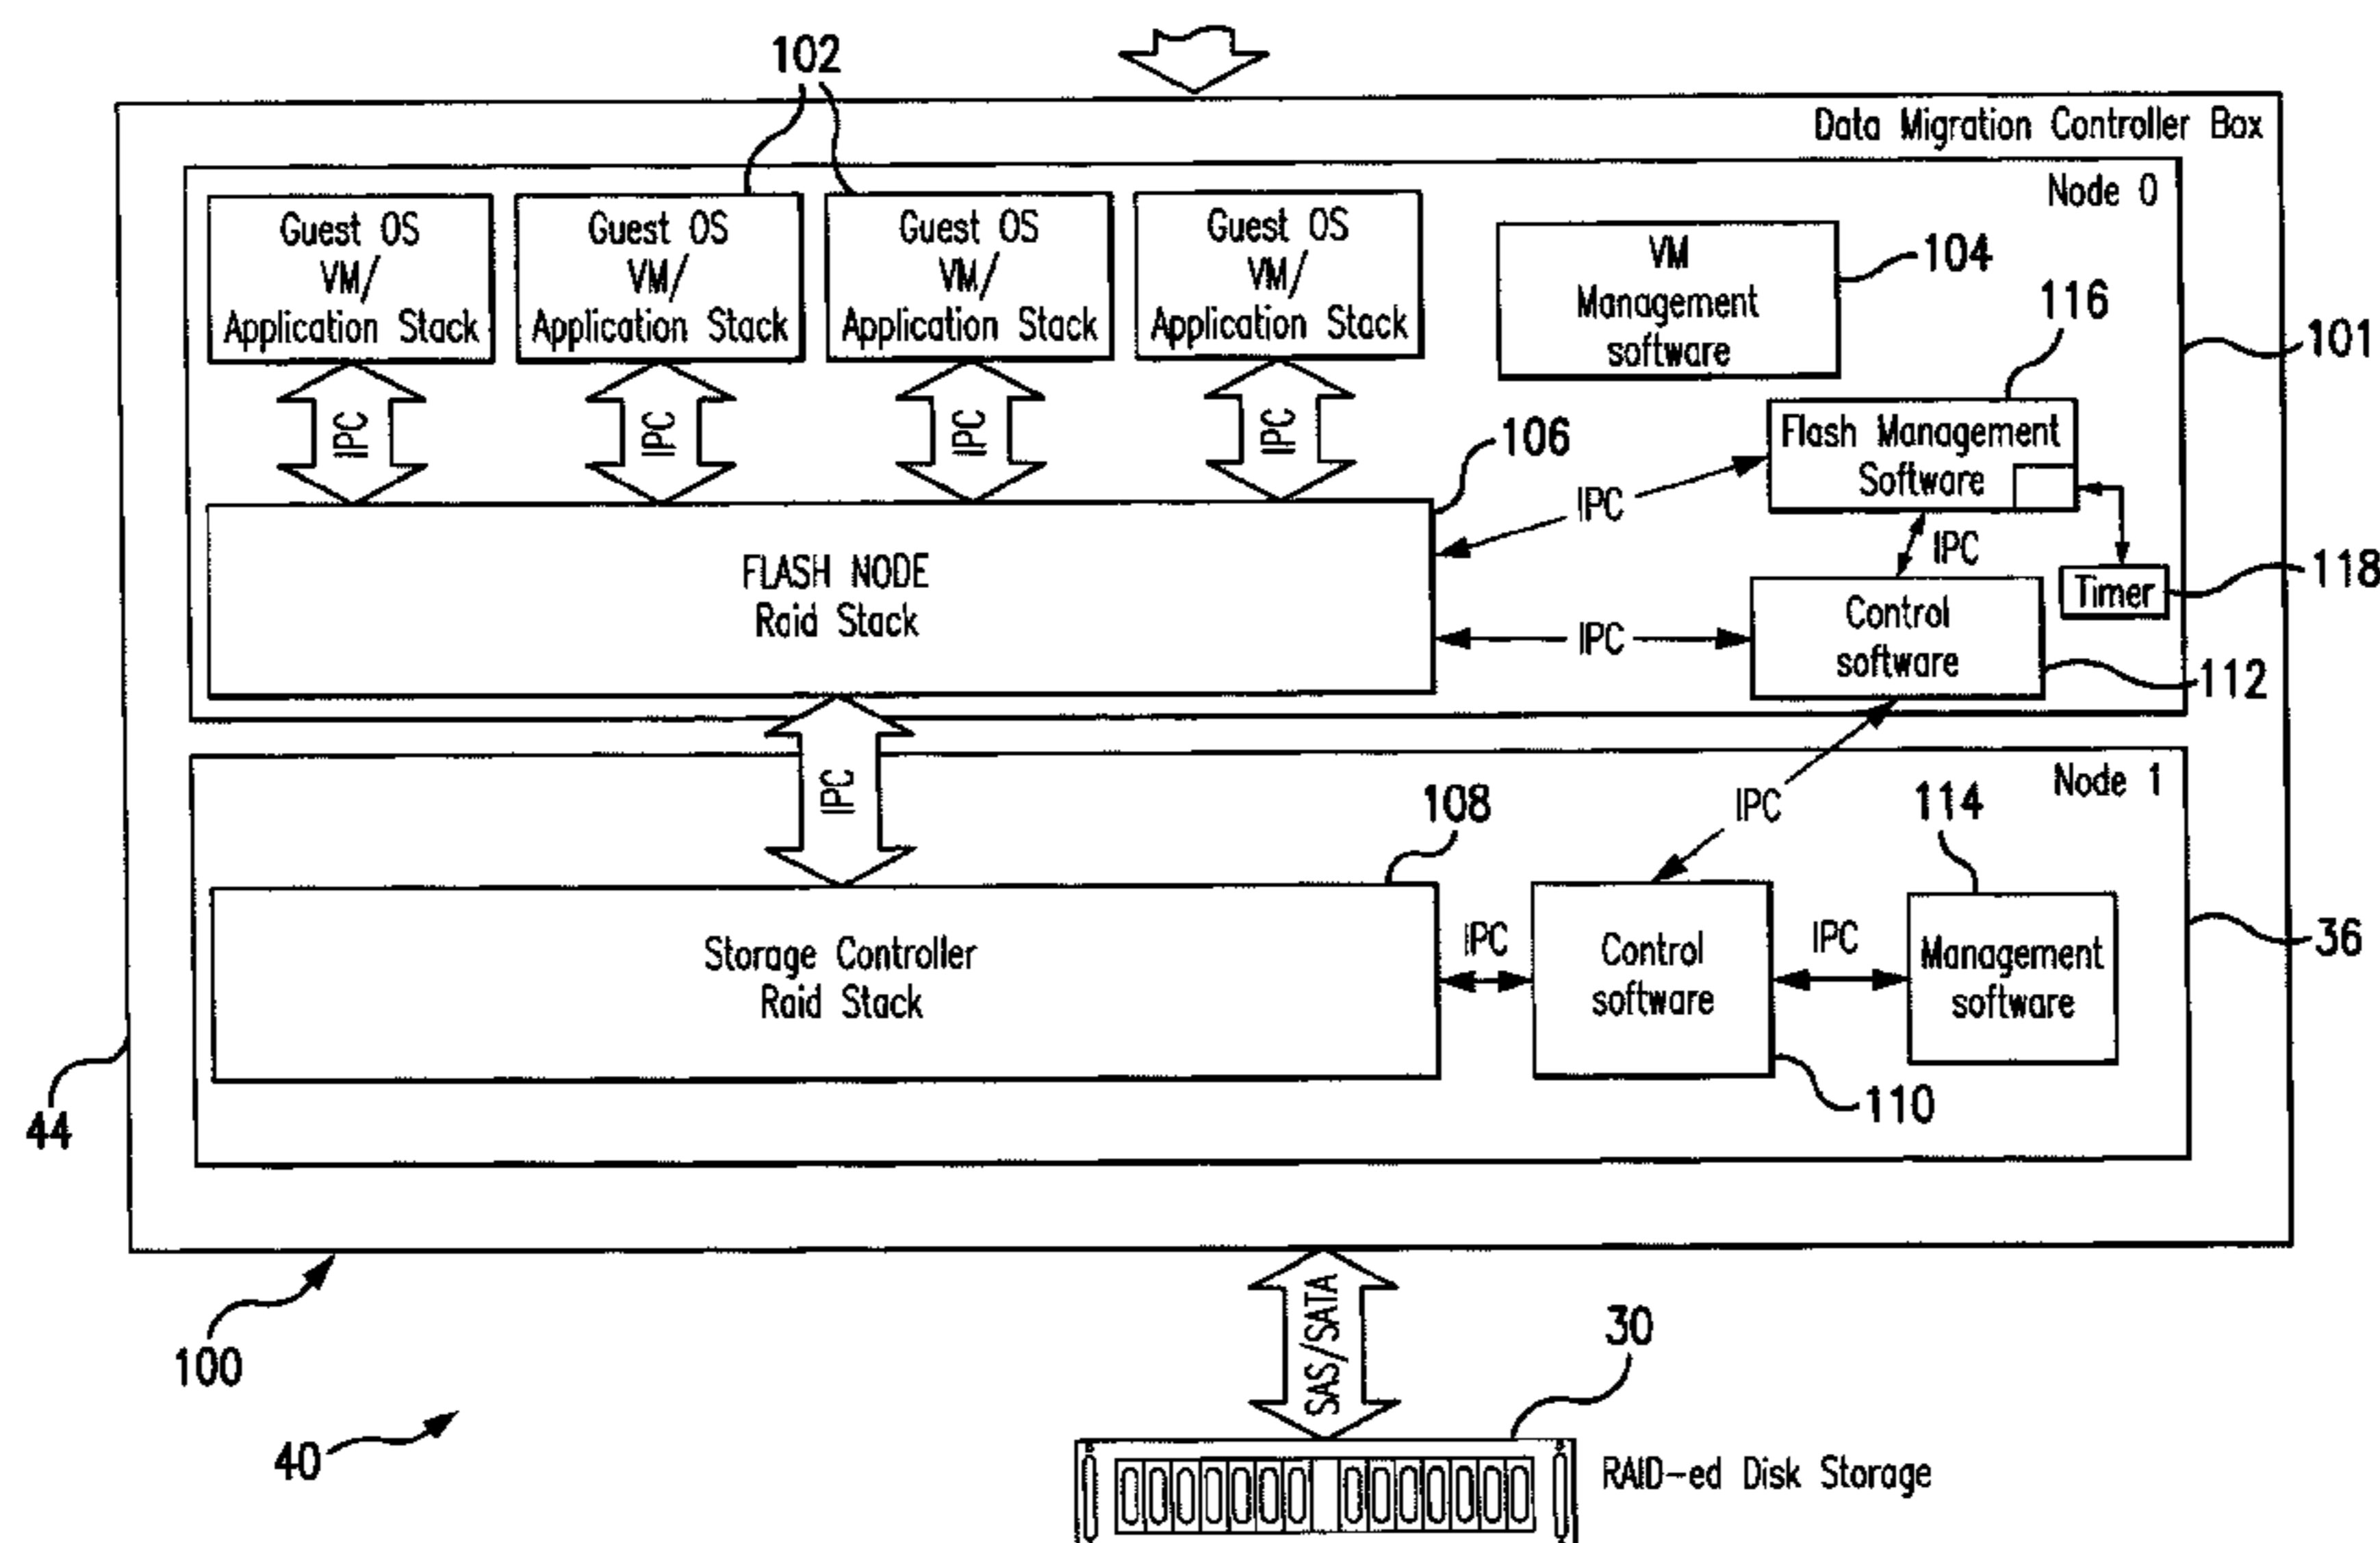 102
Data Migration Controller Box
Node 0
Guest OS
VM/
Application Stack
Guest OS
VM/
Application Stack
Guest OS
VM/
Application Stack
Guest OS
VM/
Application Stack
VM
Management
software
104
116
101
IPC
IPC
IPC
IPC
106
Flash Management
Software
IPC
IPC
FLASH NODE
Raid Stack
118
Timer
IPC
Control
software
112
IPC
Node 1
108
IPC
114
Storage Controller
Raid Stack
IPC
Control
software
IPC
Management
software
36
44
110
100
SAS/SATA
30
40
RAID-ed Disk Storage